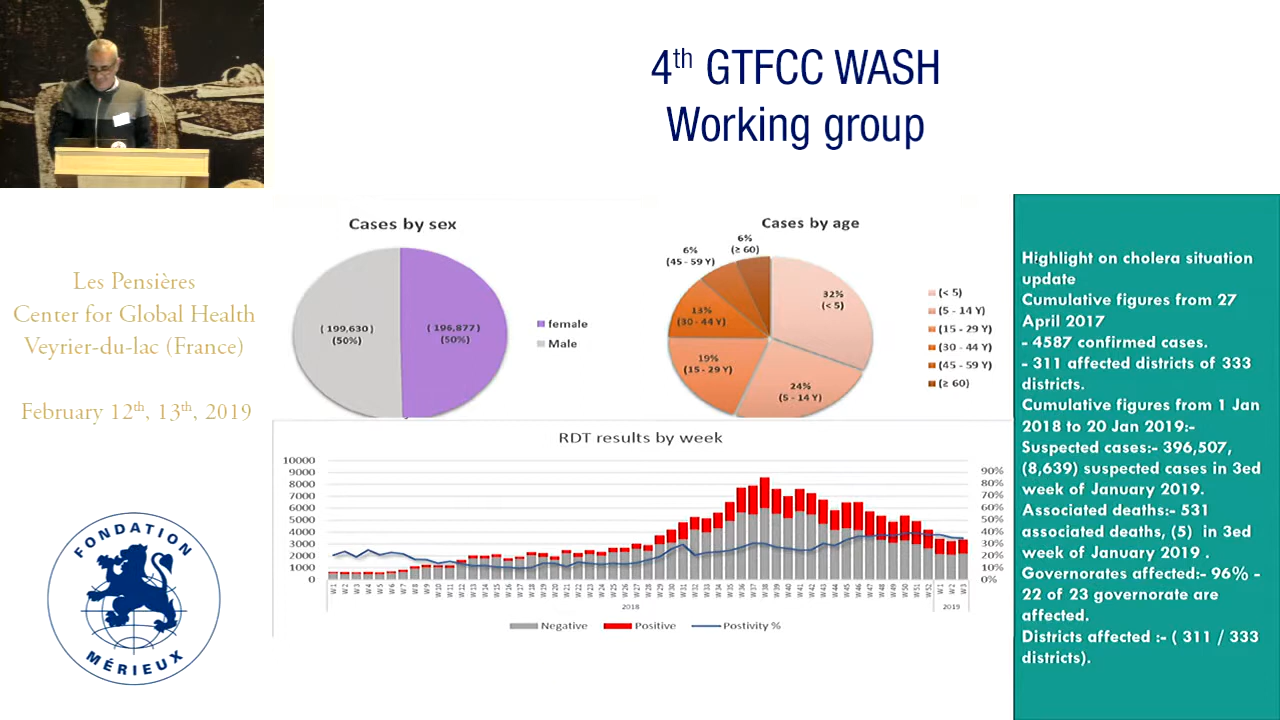 4th GTFCC WASH
Working group
Les Pensières
Center for Global Health
Veyrier-du-lac (France)
February 12th, 13th, 2019
FONDATION
MÉRIEUX
Cases by sex
( 199,630 )
(50%)
( 196,877 )
(50%)
female
Male
Cases by age
6%
(45 - 59 Y)
6%
(≥ 60)
32%
(< 5)
13%
(30 - 44 Y)
19%
(15 - 29 Y)
24%
(5 - 14 Y)
(< 5)
(5 - 14 Y)
(15 - 29 Y)
(30 - 44 Y)
(45 - 59 Y)
(≥ 60)
RDT results by week
10000
9000
8000
7000
6000
5000
4000
3000
2000
1000
0
90%
80%
70%
60%
50%
40%
30%
20%
10%
0%
2018
2019
Negative
Positive
Postivity %
Highlight on cholera situation
update
Cumulative figures from 27
April 2017
- 4587 confirmed cases.
- 311 affected districts of 333
districts.
Cumulative figures from 1 Jan
2018 to 20 Jan 2019:-
Suspected cases:- 396,507,
(8,639) suspected cases in 3ed
week of January 2019.
Associated deaths:- 531
associated deaths, (5) in 3ed
week of January 2019 .
Governorates affected:- 96% -
22 of 23 governorate are
affected.
Districts affected :- ( 311 / 333
districts).